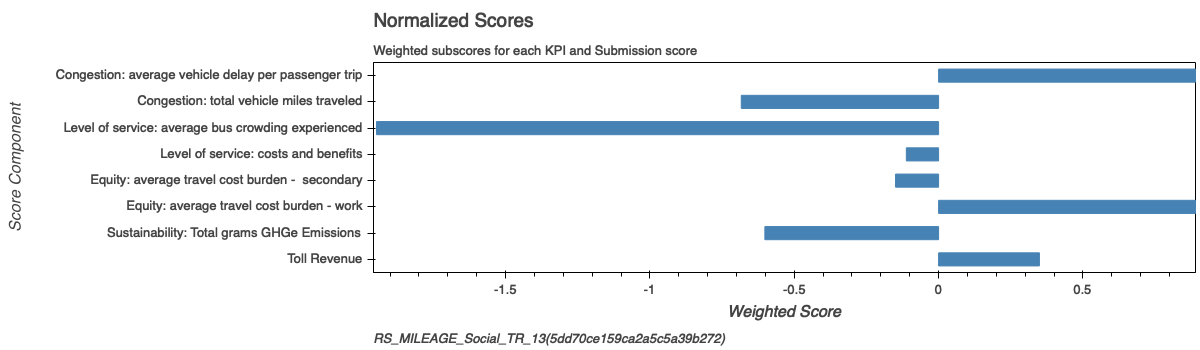 Normalized Scores
Weighted subscores for each KPI and Submission score
Score Component
Congestion: average vehicle delay per passenger trip
Congestion: total vehicle miles traveled
Level of service: average bus crowding experienced
Level of service: costs and benefits
Equity: average travel cost burden -  secondary
Equity: average travel cost burden - work
Sustainability: Total grams GHGe Emissions
Toll Revenue
-1.5 -1 -0.5 0 0.5
Weighted Score
RS_MILEAGE_Social_TR_13(5dd70ce159ca2a5c5a39b272)